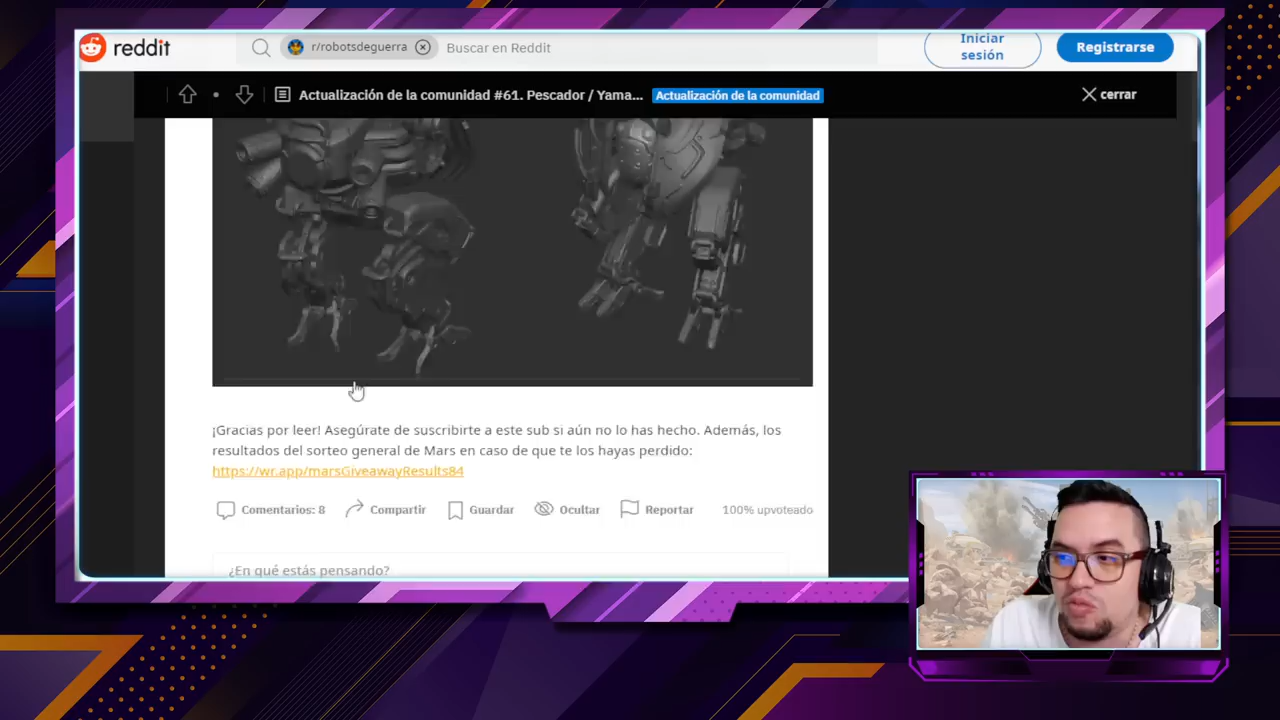 reddit
r/robotsdeguerra
Buscar en Reddit
Iniciar
sesión
Registrarse
Actualización de la comunidad #61. Pescador / Yama...
Actualización de la comunidad
cerrar
¡Gracias por leer! Asegúrate de suscribirte a este sub si aún no lo has hecho. Además, los
resultados del sorteo general de Mars en caso de que te los hayas perdido:
https://wr.app/marsGiveawayResults84
Comentarios: 8
Compartir
Guardar
Ocultar
Reportar
100% upvoteado
¿En qué estás pensando?